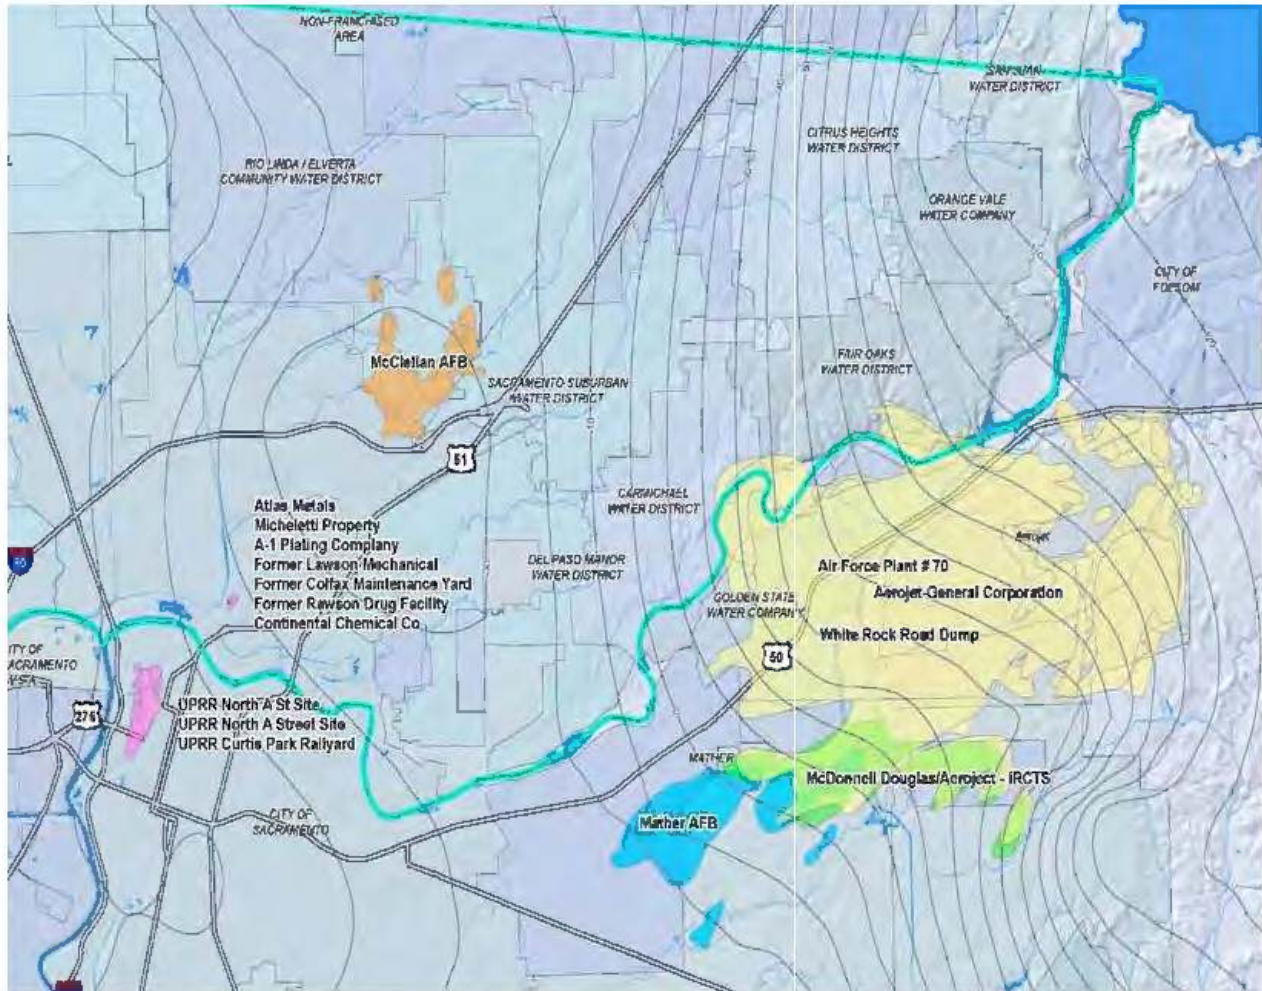 NON-FRANCHISED
AREA
SAN JUAN
WATER DISTRICT
CITRUS HEIGHTS
WATER DISTRICT
RIO LINDA / ELVERTA
COMMUNITY WATER DISTRICT
ORANGE VALE
WATER COMPANY
CITY OF
FOLSOM
McClellan AFB
FAIR OAKS
WATER DISTRICT
SACRAMENTO SUBURBAN
WATER DISTRICT
51
CARMICHAEL
WATER DISTRICT
Atlas Metals
Micheletti Property
A-1 Plating Complany
Former Lawson Mechanical
Former Colfax Maintenance Yard
Former Rawson Drug Facility
Continental Chemical Co
80
DEL PASO MANOR
WATER DISTRICT
Aerojet
Air Force Plant # 70
Aerojet-General Corporation
GOLDEN STATE
WATER COMPANY
White Rock Road Dump
50
ITY OF
ACRAMENTO
275
UPRR North A St Site
UPRR North A Street Site
UPRR Curtis Park Railyard
MATHER
McDonnell Douglas/Aeroject - IRCTS
CITY OF
SACRAMENTO
Mather AFB